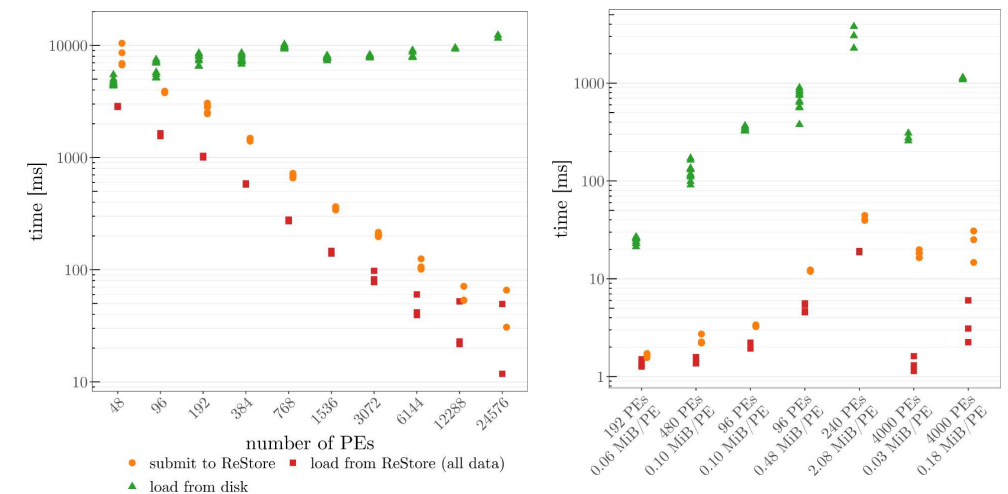 10000
1000
100
10
time [ms]
48
96
192
384
768
1536
3072
6144
12288
24576
number of PEs
submit to ReStore
load from ReStore (all data)
load from disk
1000
100
10
1
time [ms]
192 PEs
0.06 MiB/PE
480 PEs
0.10 MiB/PE
96 PEs
0.10 MiB/PE
96 PEs
0.48 MiB/PE
240 PEs
2.08 MiB/PE
4000 PEs
0.03 MiB/PE
4000 PEs
0.18 MiB/PE